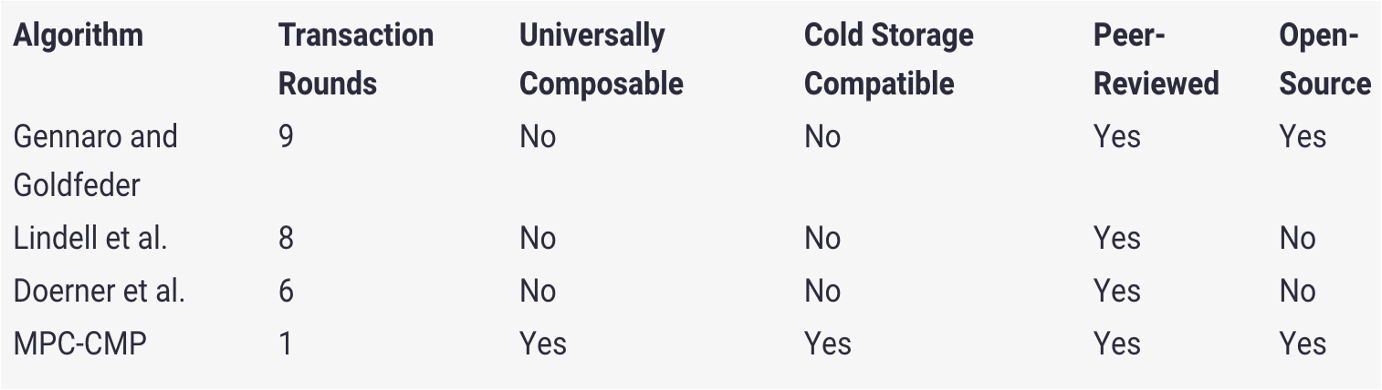 Algorithm Transaction Rounds Universally Composable Cold Storage Compatible Peer-Reviewed Open-Source
Gennaro and Goldfeder 9 No No Yes Yes
Lindell et al. 8 No No Yes No
Doerner et al. 6 No No Yes No
MPC-CMP 1 Yes Yes Yes Yes